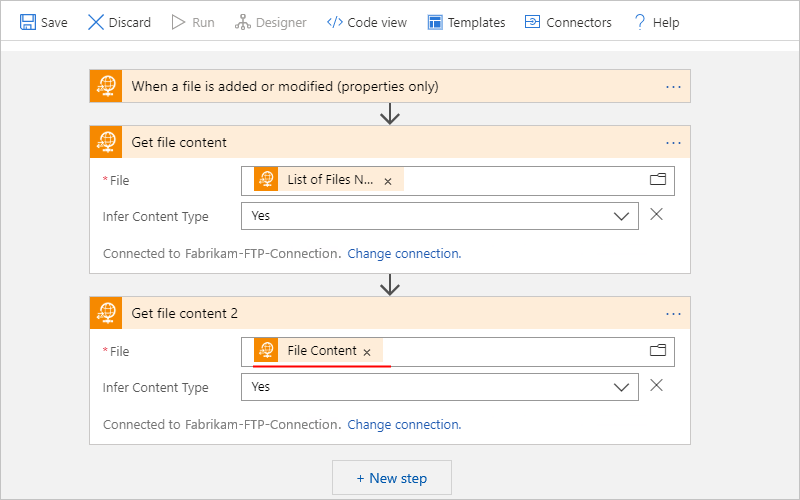 Save Discard Run Designer Code view Templates Connectors ? Help
When a file is added or modified (properties only) ...
Get file content ...
* File List of Files N... ×
Infer Content Type Yes
Connected to Fabrikam-FTP-Connection. Change connection.
Get file content 2 ...
* File File Content ×
Infer Content Type Yes
Connected to Fabrikam-FTP-Connection. Change connection.
+ New step